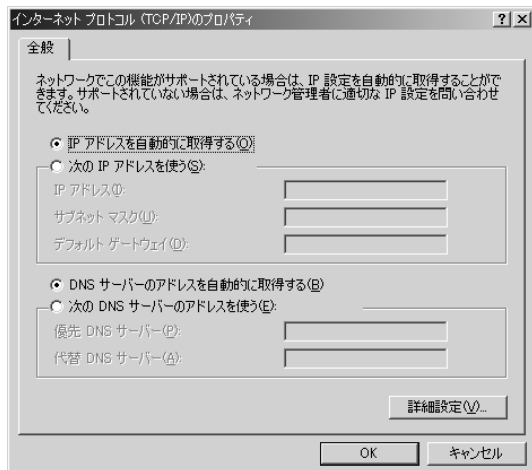 インターネット プロトコル (TCP/IP)のプロパティ
全般
ネットワークでこの機能がサポートされている場合は、IP 設定を自動的に取得することがで
きます。サポートされていない場合は、ネットワーク管理者に適切な IP 設定を問い合わせ
てください。
IP アドレスを自動的に取得する(O)
次の IP アドレスを使う(S):
IP アドレス(I):
サブネット マスク(U):
デフォルト ゲートウェイ(D):
DNS サーバーのアドレスを自動的に取得する(B)
次の DNS サーバーのアドレスを使う(E):
優先 DNS サーバー(P):
代替 DNS サーバー(A):
詳細設定(V)...
OK
キャンセル